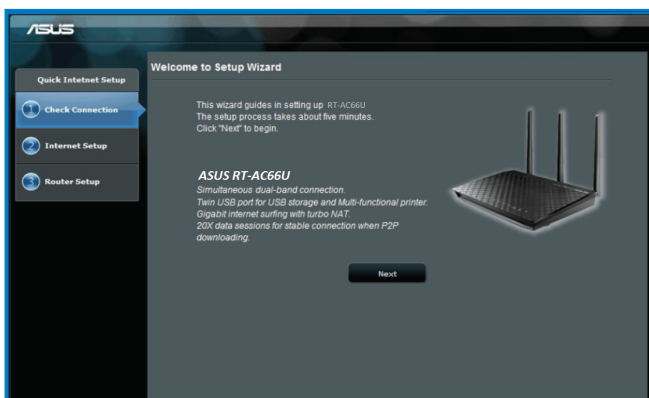 ASUS
Quick Intetnet Setup
1 Check Connection
2 Internet Setup
3 Router Setup
Welcome to Setup Wizard
This wizard guides in setting up RT-AC66U
The setup process takes about five minutes.
Click "Next" to begin.
ASUS RT-AC66U
Simultaneous dual-band connection.
Twin USB port for USB storage and Multi-functional printer.
Gigabit internet surfing with turbo NAT.
20X data sessions for stable connection when P2P
downloading.
Next